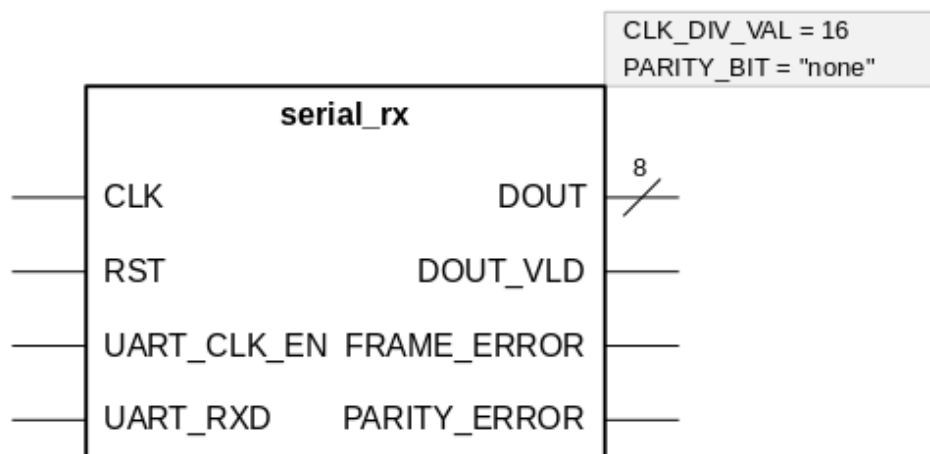 CLK_DIV_VAL = 16
PARITY_BIT = "none"
serial_rx
8
CLK DOUT
RST DOUT_VLD
UART_CLK_EN FRAME_ERROR
UART_RXD PARITY_ERROR